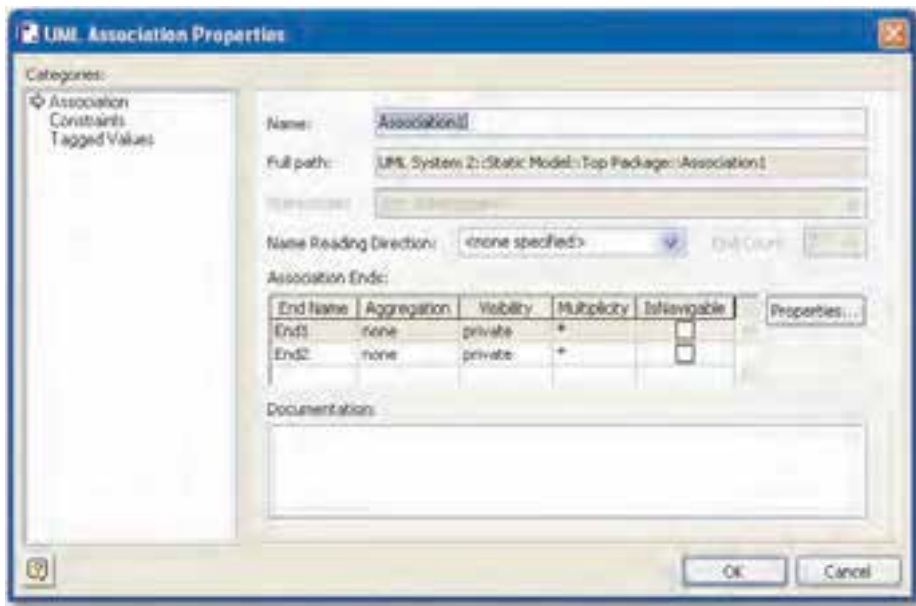 UML Association Properties
Categories:
Association
Constraints
Tagged Values
Name: Association1
Full path: UML System 2::Static Model::Top Package::Association1
Name Reading Direction: <none specified> End Count:
Association Ends:
End Name Aggregation Visibility Multiplicity IsNavigable Properties...
End1 none private *
End2 none private *
Documentation:
OK Cancel